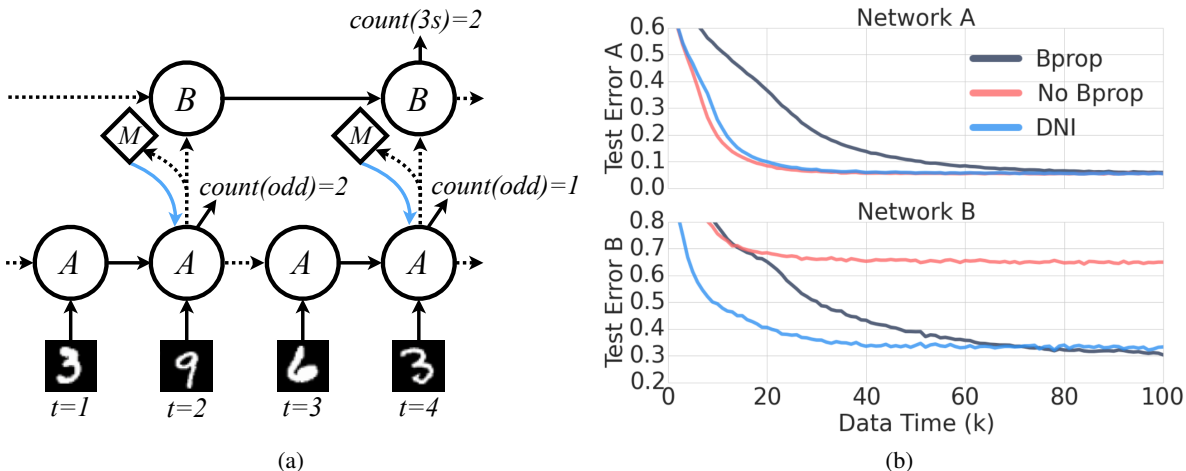 count(3s)=2
B
B
M
M
count(odd)=2
count(odd)=1
A
A
A
A
3
9
6
3
t=1
t=2
t=3
t=4
(a)
Network A
Test Error A
0.6
0.5
0.4
0.3
0.2
0.1
0.0
Bprop
No Bprop
DNI
Network B
Test Error B
0.8
0.7
0.6
0.5
0.4
0.3
0.2
0
20
40
60
80
100
Data Time (k)
(b)